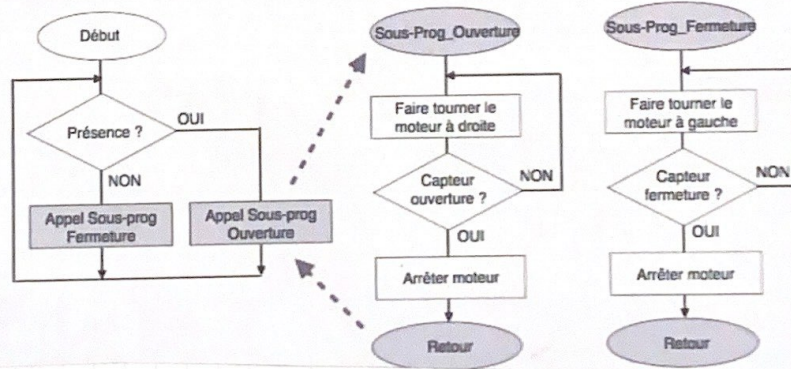 Début
Présence ?
OUI
NON
Appel Sous-prog
Fermeture
Appel Sous-prog
Ouverture
Sous-Prog_Ouverture
Faire tourner le
moteur à droite
Capteur
ouverture ?
NON
OUI
Arrêter moteur
Retour
Sous-Prog_Fermeture
Faire tourner le
moteur à gauche
Capteur
fermeture ?
NON
OUI
Arrêter moteur
Retour